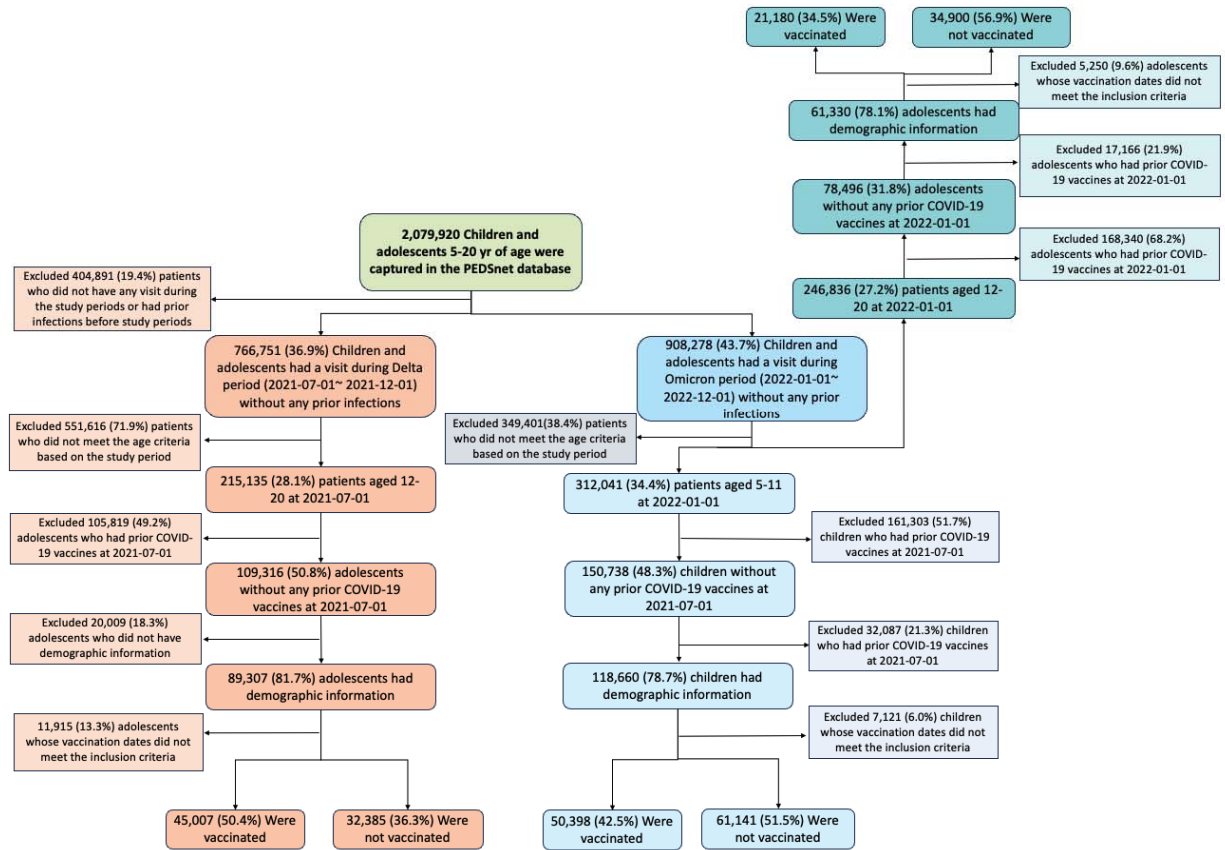 21,180 (34.5%) Were
vaccinated
34,900 (56.9%) Were
not vaccinated
Excluded 5,250 (9.6%) adolescents
whose vaccination dates did not
meet the inclusion criteria
61,330 (78.1%) adolescents had
demographic information
Excluded 17,166 (21.9%)
adolescents who had prior COVID-
19 vaccines at 2022-01-01
78,496 (31.8%) adolescents
without any prior COVID-19
vaccines at 2022-01-01
Excluded 168,340 (68.2%)
adolescents who had prior COVID-
19 vaccines at 2022-01-01
246,836 (27.2%) patients aged 12-
20 at 2022-01-01
2,079,920 Children and
adolescents 5-20 yr of age were
captured in the PEDSnet database
Excluded 404,891 (19.4%) patients
who did not have any visit during
the study periods or had prior
infections before study periods
766,751 (36.9%) Children and
adolescents had a visit during Delta
period (2021-07-01~ 2021-12-01)
without any prior infections
908,278 (43.7%) Children and
adolescents had a visit during
Omicron period (2022-01-01~
2022-12-01) without any prior
infections
Excluded 551,616 (71.9%) patients
who did not meet the age criteria
based on the study period
Excluded 349,401(38.4%) patients
who did not meet the age criteria
based on the study period
215,135 (28.1%) patients aged 12-
20 at 2021-07-01
312,041 (34.4%) patients aged 5-11
at 2022-01-01
Excluded 105,819 (49.2%)
adolescents who had prior COVID-
19 vaccines at 2021-07-01
Excluded 161,303 (51.7%)
children who had prior COVID-19
vaccines at 2021-07-01
109,316 (50.8%) adolescents
without any prior COVID-19
vaccines at 2021-07-01
150,738 (48.3%) children without
any prior COVID-19 vaccines at
2021-07-01
Excluded 20,009 (18.3%)
adolescents who did not have
demographic information
Excluded 32,087 (21.3%) children
who had prior COVID-19 vaccines
at 2021-07-01
89,307 (81.7%) adolescents had
demographic information
118,660 (78.7%) children had
demographic information
11,915 (13.3%) adolescents
whose vaccination dates did not
meet the inclusion criteria
Excluded 7,121 (6.0%) children
whose vaccination dates did not
meet the inclusion criteria
45,007 (50.4%) Were
vaccinated
32,385 (36.3%) Were
not vaccinated
50,398 (42.5%) Were
vaccinated
61,141 (51.5%) Were
not vaccinated